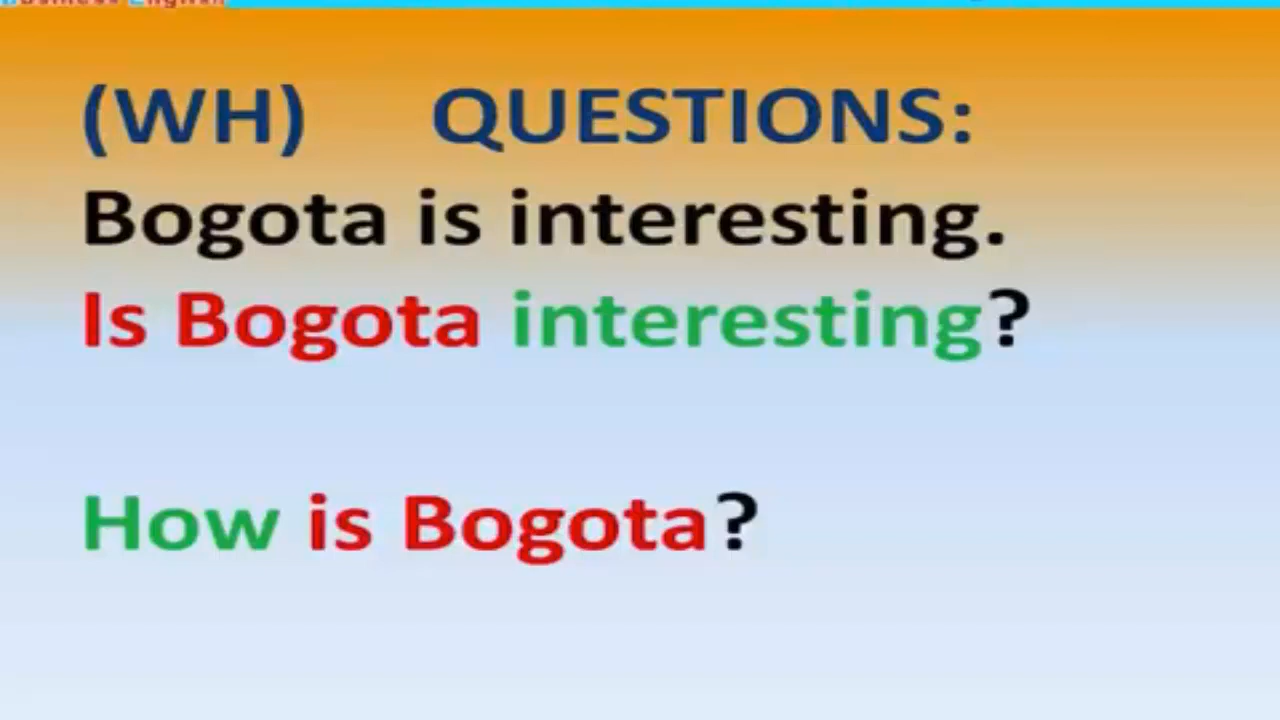 (WH) QUESTIONS:
Bogota is interesting.
Is Bogota interesting?
How is Bogota?